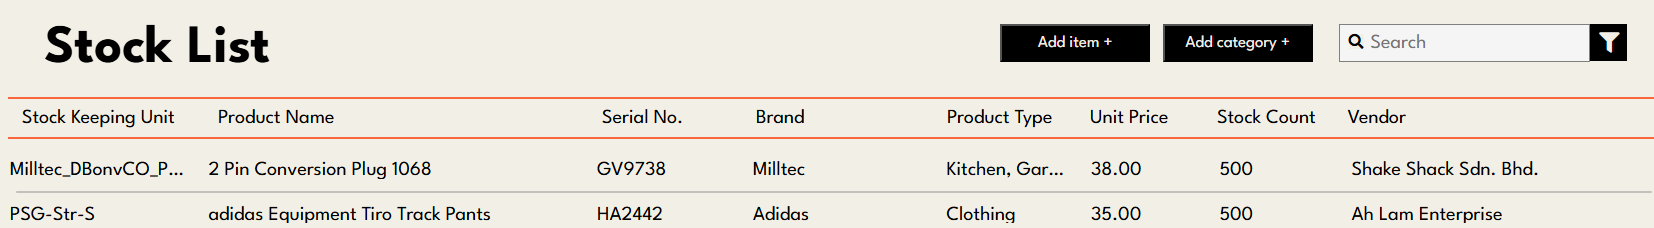 Stock List
Add item +
Add category +
Search
Stock Keeping Unit Product Name Serial No. Brand Product Type Unit Price Stock Count Vendor
Milltec_DBonvCO_P... 2 Pin Conversion Plug 1068 GV9738 Milltec Kitchen, Gar... 38.00 500 Shake Shack Sdn. Bhd.
PSG-Str-S adidas Equipment Tiro Track Pants HA2442 Adidas Clothing 35.00 500 Ah Lam Enterprise